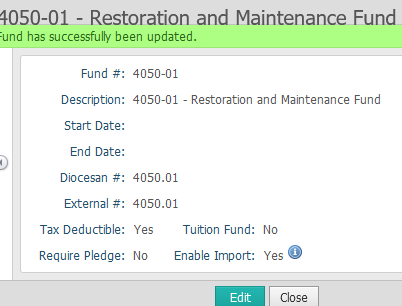 4050-01 - Restoration and Maintenance Fund
Fund has successfully been updated.
Fund #: 4050-01
Description: 4050-01 - Restoration and Maintenance Fund
Start Date:
End Date:
Diocesan #: 4050.01
External #: 4050.01
Tax Deductible: Yes Tuition Fund: No
Require Pledge: No Enable Import: Yes i
Edit Close